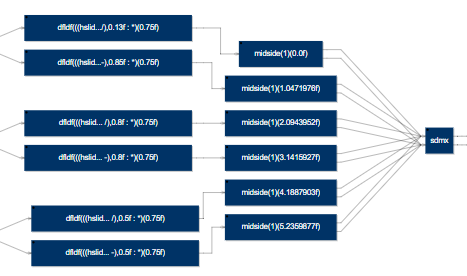 dfldf(((hslid.../),0.13f : *)(0.75f)
midside(1)(0.0f)
dfldf(((hslid...-),0.85f : *)(0.75f)
midside(1)(1.0471976f)
dfldf(((hslid... /),0.8f : *)(0.75f)
midside(1)(2.0943952f)
sdmx
dfldf(((hslid... -),0.8f : *)(0.75f)
midside(1)(3.1415927f)
midside(1)(4.1887903f)
dfldf(((hslid... /),0.5f : *)(0.75f)
midside(1)(5.2359877f)
dfldf(((hslid... -),0.5f : *)(0.75f)